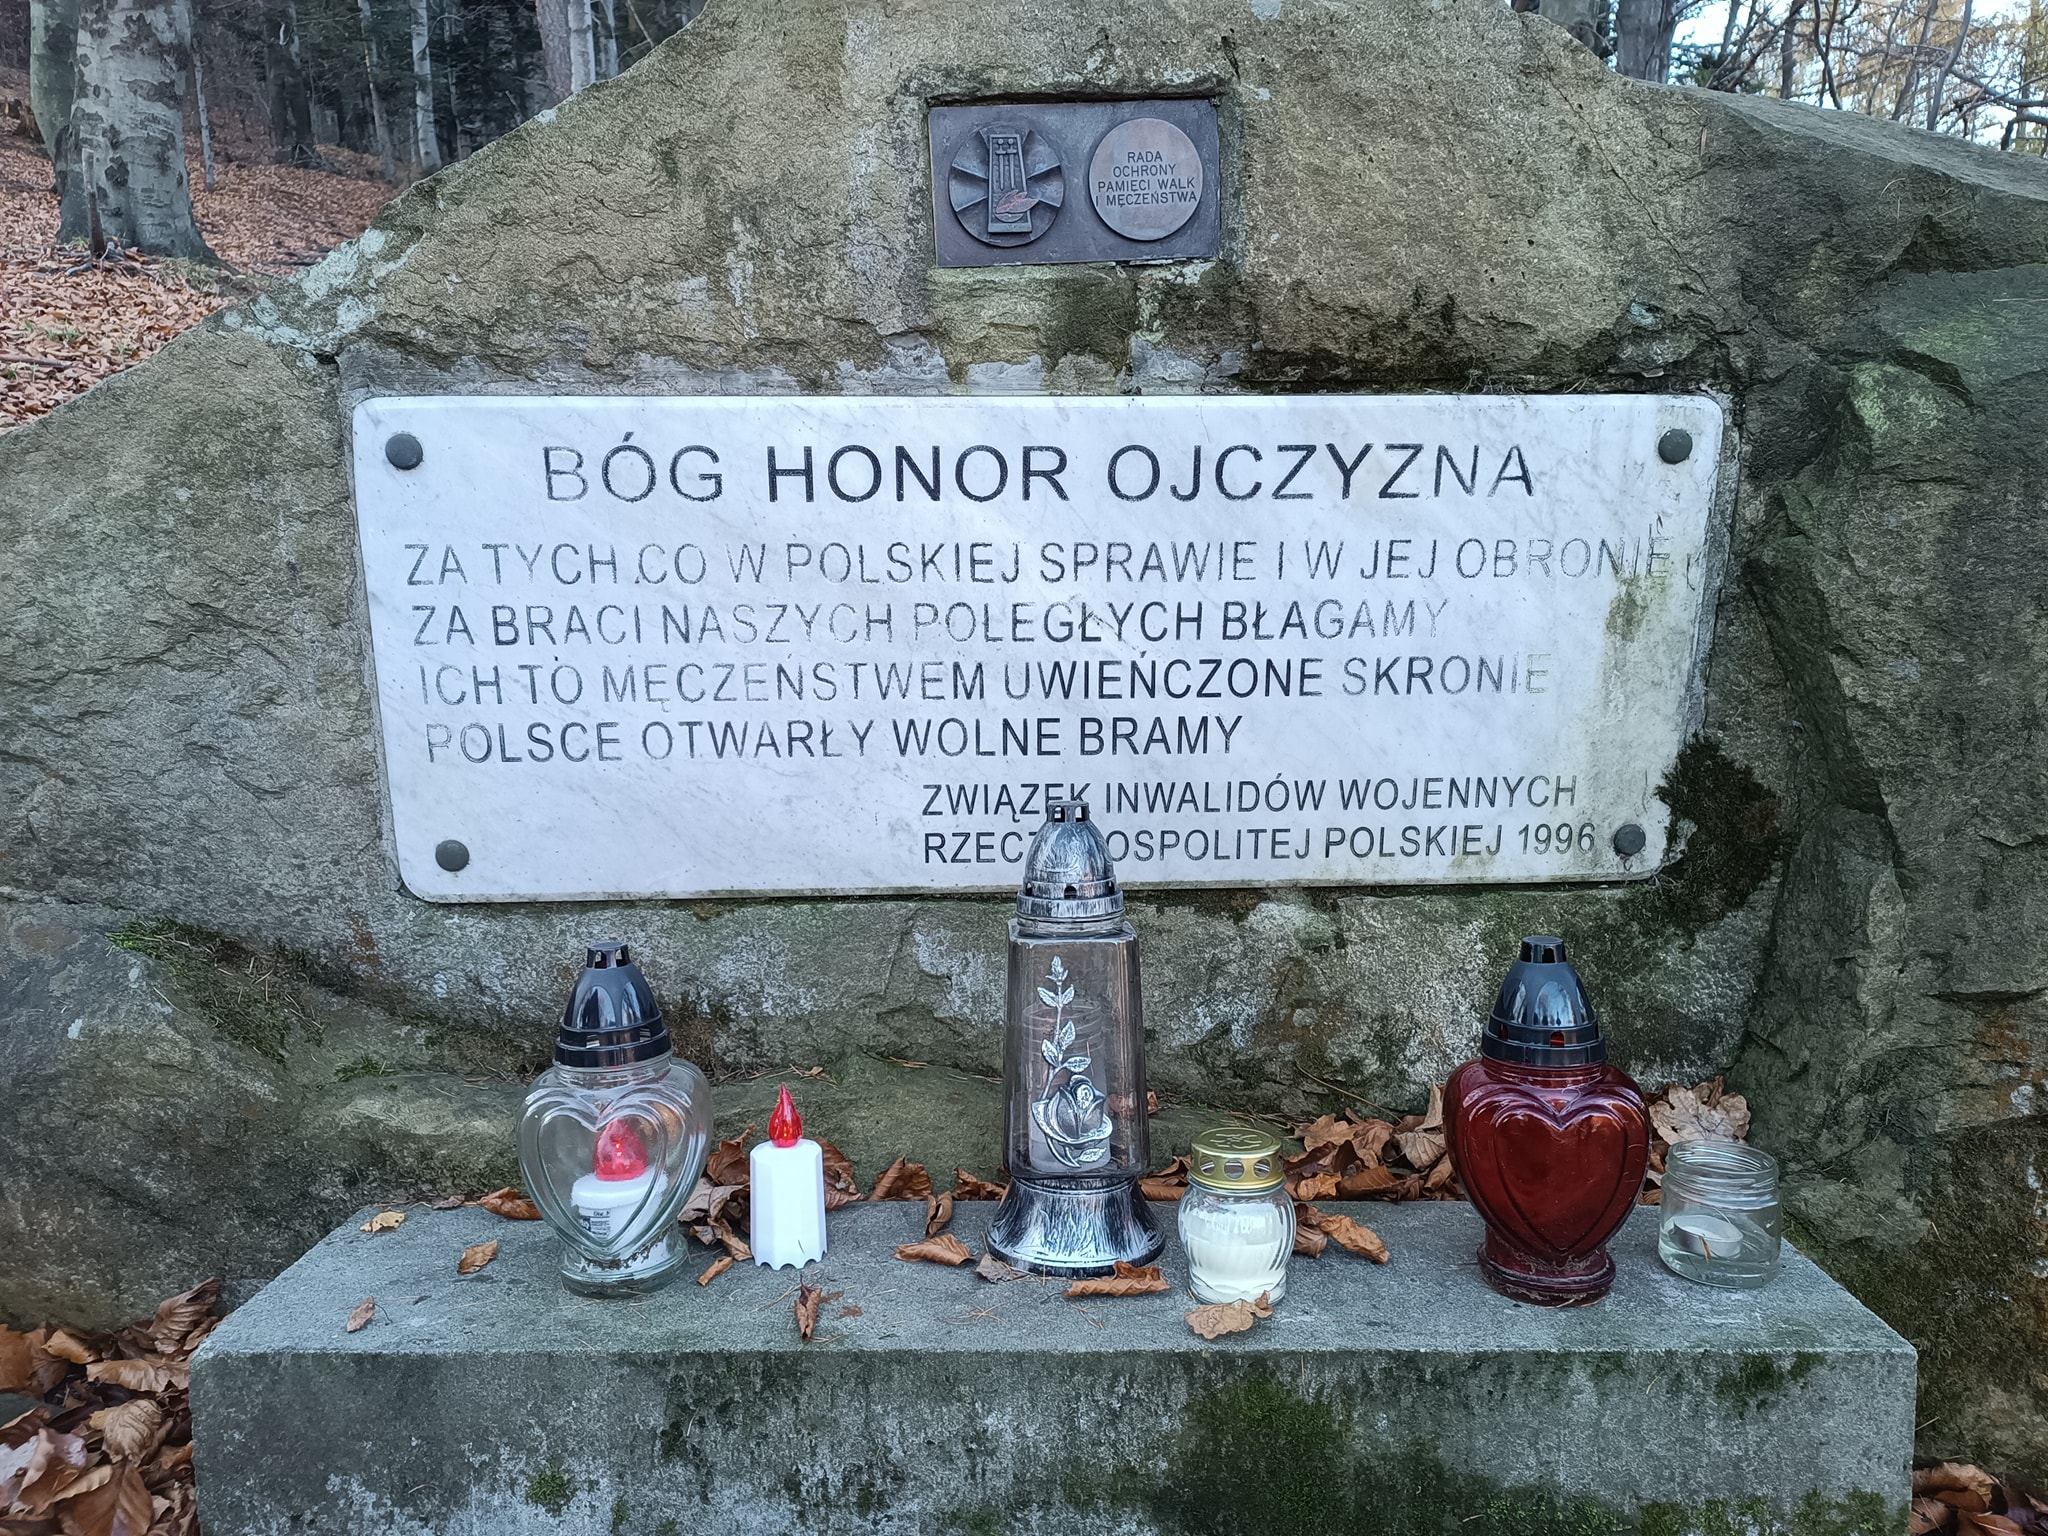 RADA
OCHRONY
PAMIĘCI WALK
I MĘCZEŃSTWA
BÓG HONOR OJCZYZNA
ZA TYCH CO W POLSKIEJ SPRAWIE I W JEJ OBRONIE
ZA BRACI NASZYCH POLEGŁYCH BŁAGAMY
ICH TO MĘCZEŃSTWEM UWIEŃCZONE SKRONIE
POLSCE OTWARŁY WOLNE BRAMY
ZWIĄZEK INWALIDÓW WOJENNYCH
RZECZYPOSPOLITEJ POLSKIEJ 1996